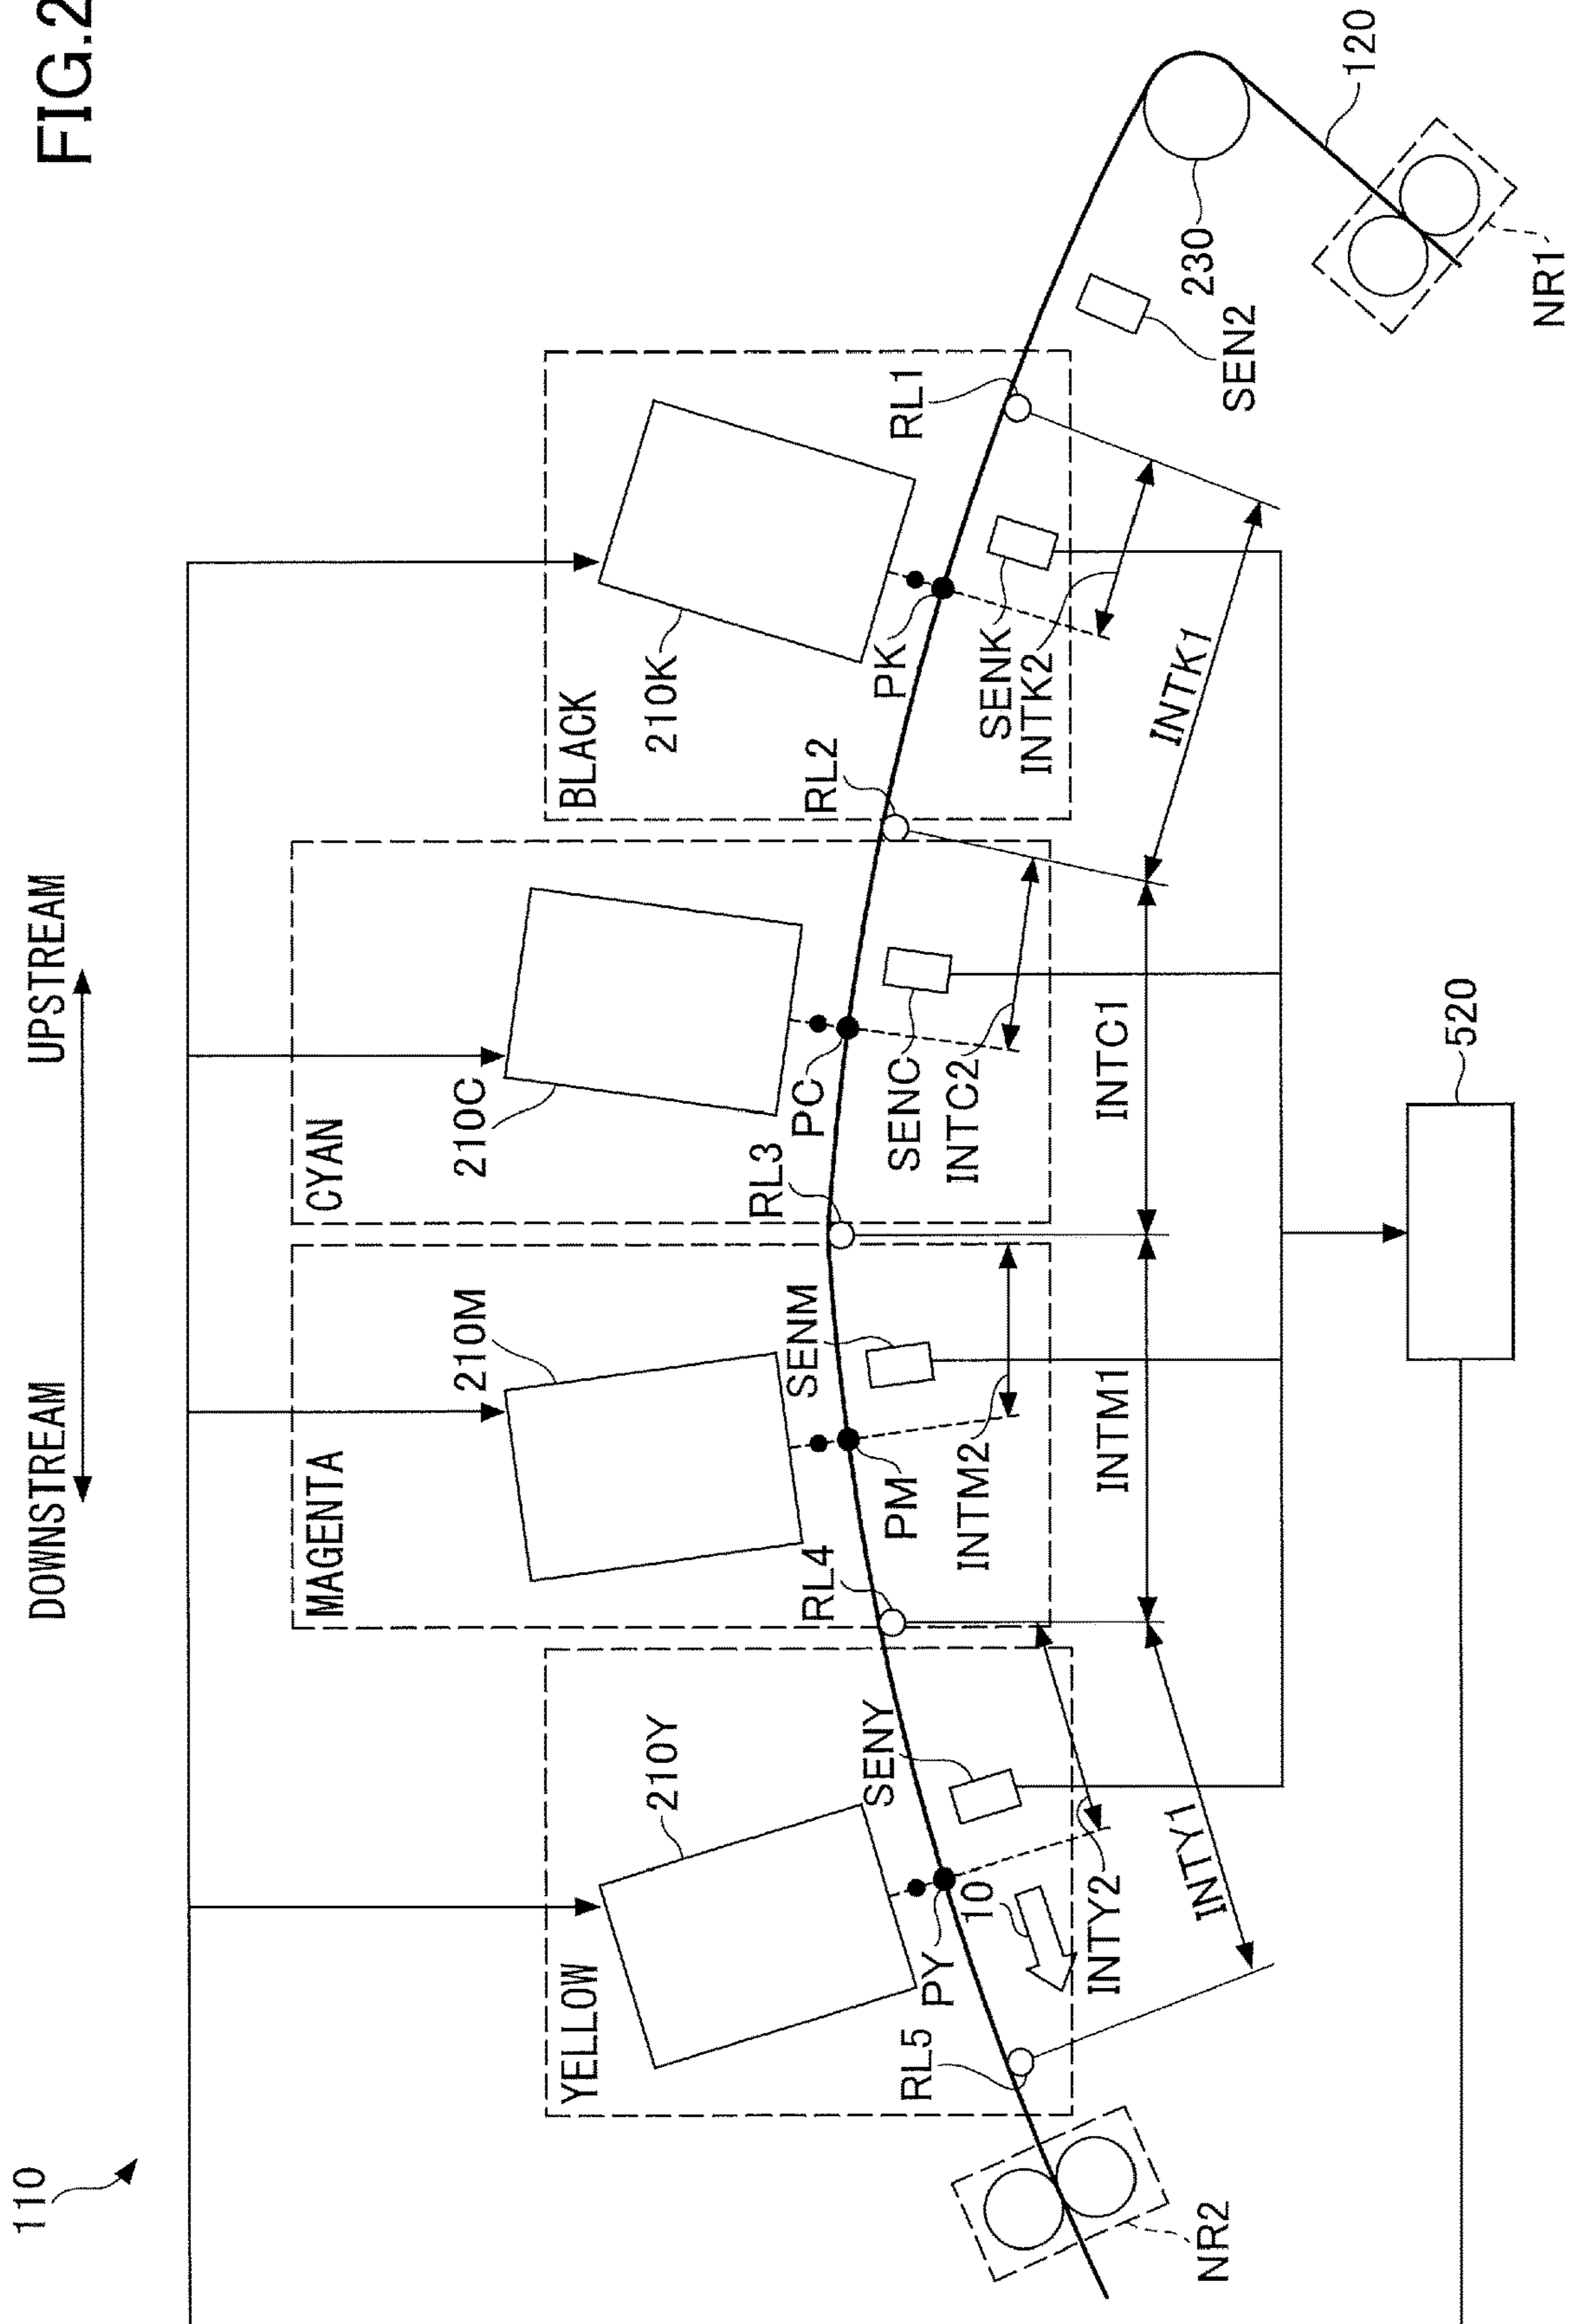 FIG.2
110
DOWNSTREAM
UPSTREAM
YELLOW
MAGENTA
CYAN
BLACK
210Y
210M
210C
210K
RL5
PY
SENY
RL4
PM
SENM
RL3
PC
SENC
RL2
PK
SENK
RL1
10
INTY2
INTM2
INTC2
INTK2
INTY1
INTM1
INTC1
INTK1
NR2
SEN2
230
120
NR1
520